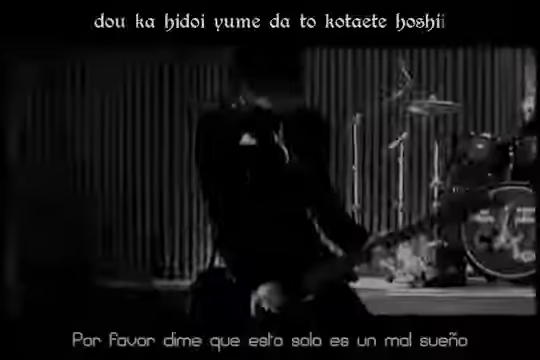 dou ka hidoi yume da to kotaete hoshii
Por favor dime que esto solo es un mal sueño